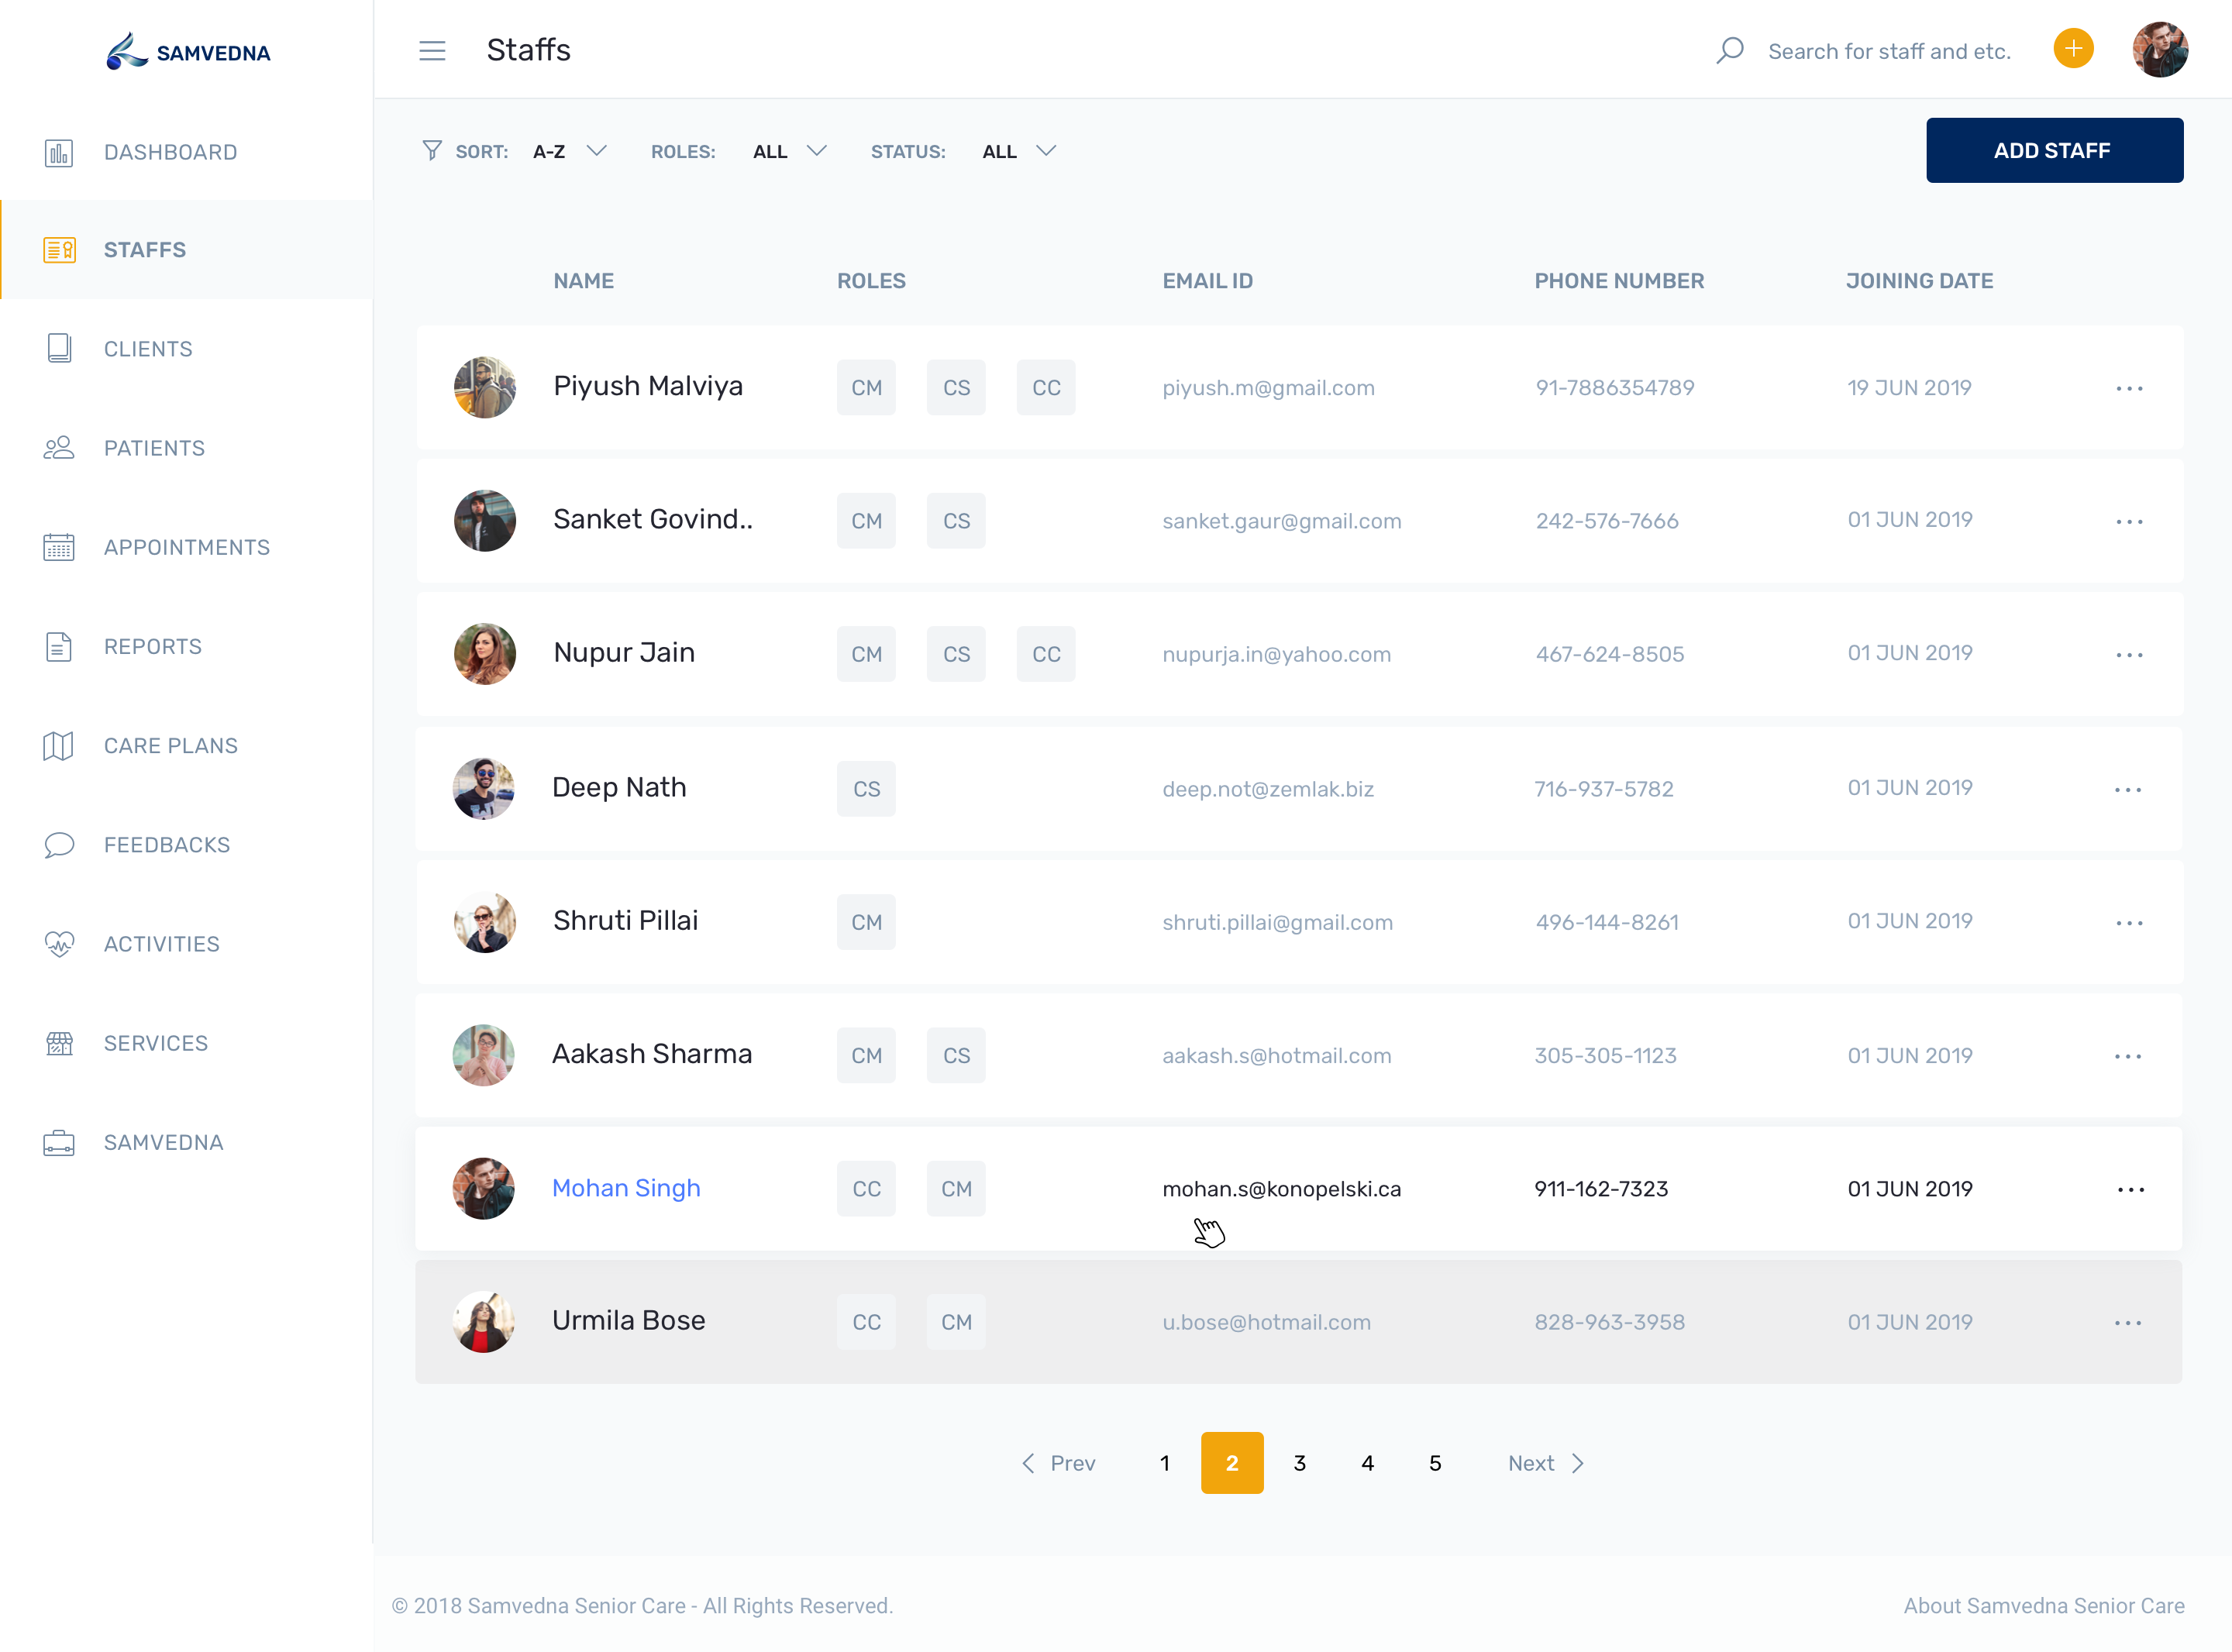 SAMVEDNA
Staffs
Search for staff and etc.
DASHBOARD
STAFFS
CLIENTS
PATIENTS
APPOINTMENTS
REPORTS
CARE PLANS
FEEDBACKS
ACTIVITIES
SERVICES
SAMVEDNA
SORT: A-Z ROLES: ALL STATUS: ALL
ADD STAFF
NAME ROLES EMAIL ID PHONE NUMBER JOINING DATE
Piyush Malviya CM CS CC piyush.m@gmail.com 91-7886354789 19 JUN 2019
Sanket Govind.. CM CS sanket.gaur@gmail.com 242-576-7666 01 JUN 2019
Nupur Jain CM CS CC nupurja.in@yahoo.com 467-624-8505 01 JUN 2019
Deep Nath CS deep.not@zemlak.biz 716-937-5782 01 JUN 2019
Shruti Pillai CM shruti.pillai@gmail.com 496-144-8261 01 JUN 2019
Aakash Sharma CM CS aakash.s@hotmail.com 305-305-1123 01 JUN 2019
Mohan Singh CC CM mohan.s@konopelski.ca 911-162-7323 01 JUN 2019
Urmila Bose CC CM u.bose@hotmail.com 828-963-3958 01 JUN 2019
Prev 1 2 3 4 5 Next
© 2018 Samvedna Senior Care - All Rights Reserved.
About Samvedna Senior Care